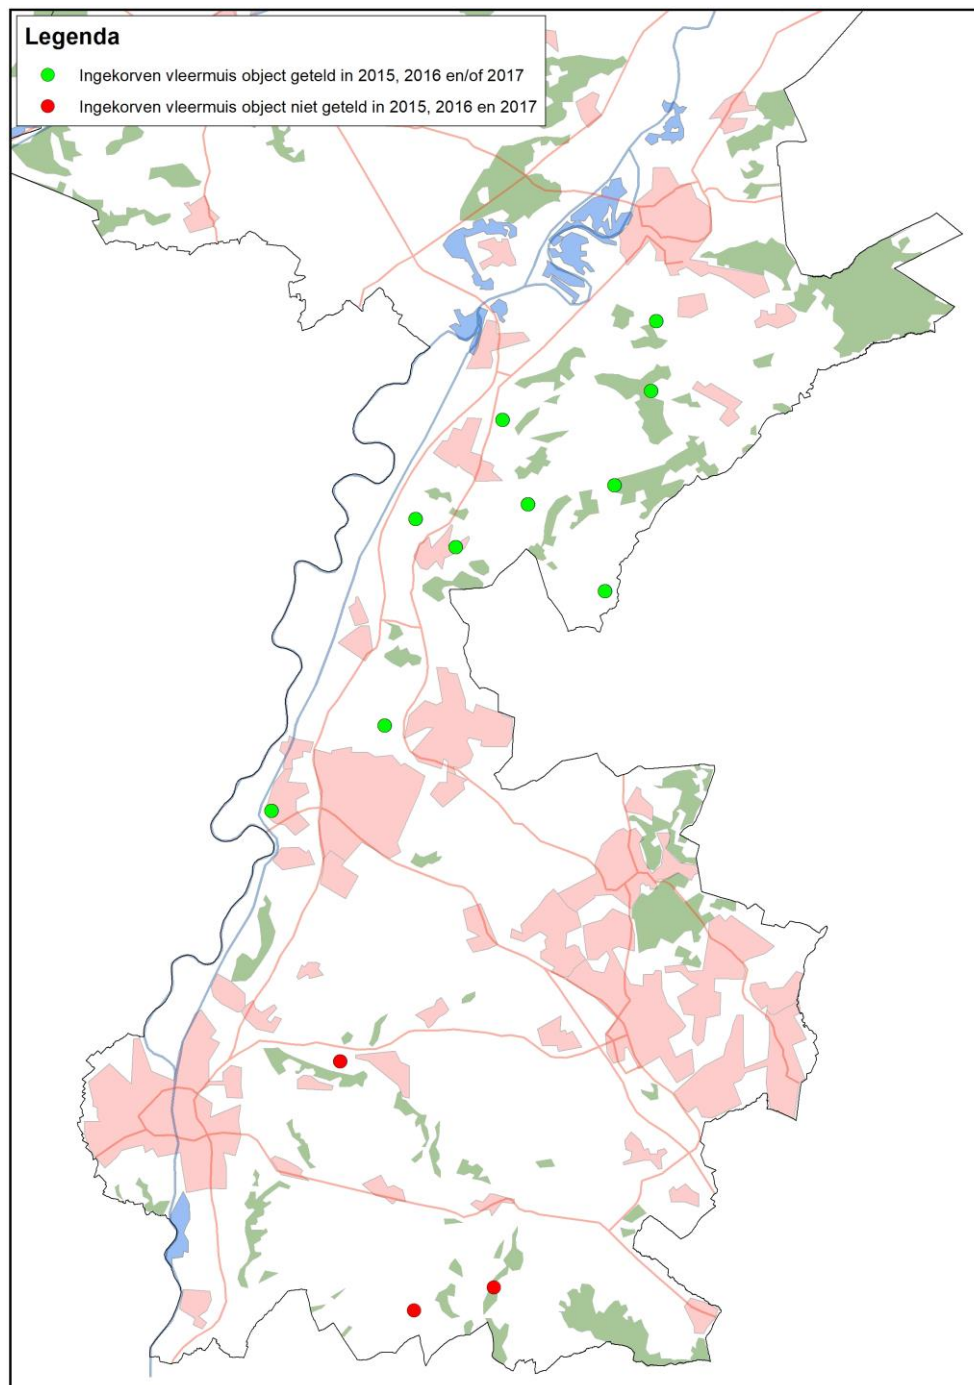 Legenda
Ingekorven vleermuis object geteld in 2015, 2016 en/of 2017
Ingekorven vleermuis object niet geteld in 2015, 2016 en 2017